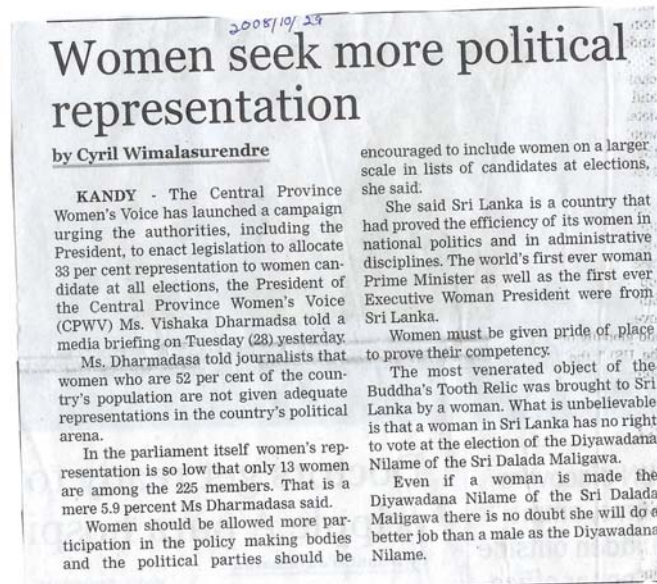 2008/10/29
Women seek more political
representation
by Cyril Wimalasurendre
KANDY - The Central Province
Women's Voice has launched a campaign
urging the authorities, including the
President, to enact legislation to allocate
33 per cent representation to women can-
didate at all elections, the President of
the Central Province Women's Voice
(CPWV) Ms. Vishaka Dharmadsa told a
media briefing on Tuesday (28) yesterday.
Ms. Dharmadasa told journalists that
women who are 52 per cent of the coun-
try's population are not given adequate
representations in the country's political
arena.
In the parliament itself women's rep-
resentation is so low that only 13 women
are among the 225 members. That is a
mere 5.9 percent Ms Dharmadasa said.
Women should be allowed more par-
ticipation in the policy making bodies
and the political parties should be
encouraged to include women on a larger
scale in lists of candidates at elections,
she said.
She said Sri Lanka is a country that
had proved the efficiency of its women in
national politics and in administrative
disciplines. The world's first ever woman
Prime Minister as well as the first ever
Executive Woman President were from
Sri Lanka.
Women must be given pride of place
to prove their competency.
The most venerated object of the
Buddha's Tooth Relic was brought to Sri
Lanka by a woman. What is unbelievable
is that a woman in Sri Lanka has no right
to vote at the election of the Diyawadana
Nilame of the Sri Dalada Maligawa.
Even if a woman is made the
Diyawadana Nilame of the Sri Dalada
Maligawa there is no doubt she will do a
better job than a male as the Diyawadana
Nilame.